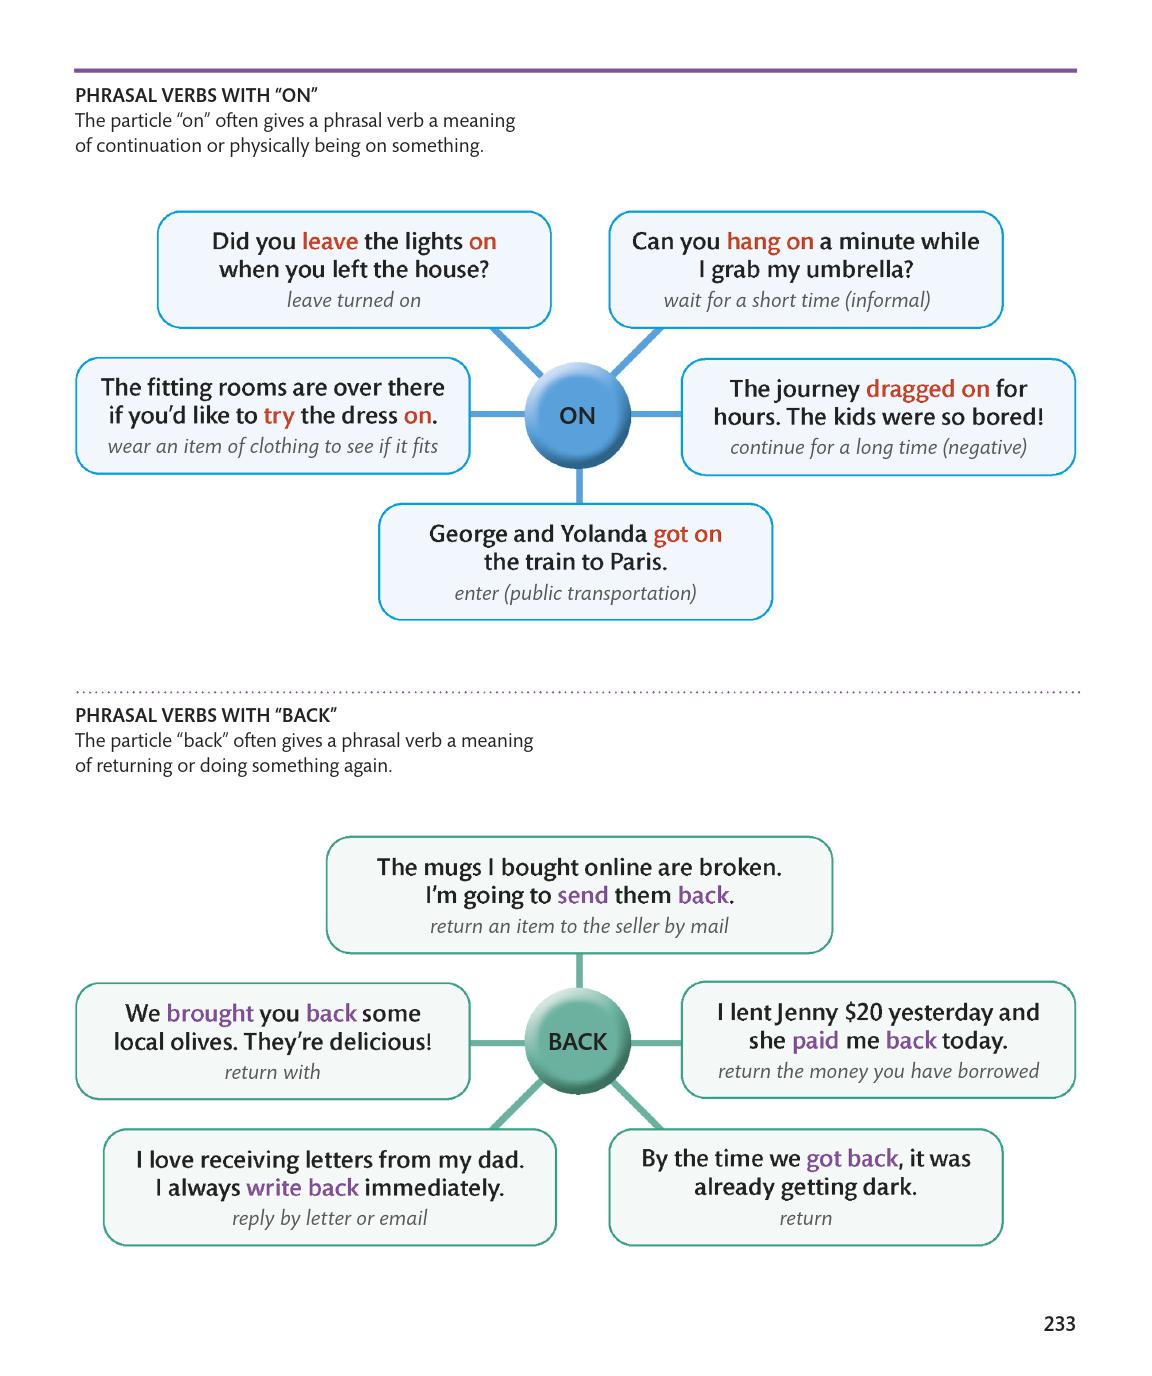 PHRASAL VERBS WITH “ON”
The particle “on” often gives a phrasal verb a meaning
of continuation or physically being on something.
Did you leave the lights on
when you left the house?
leave turned on
Can you hang on a minute while
I grab my umbrella?
wait for a short time (informal)
The fitting rooms are over there
if you’d like to try the dress on.
wear an item of clothing to see if it fits
ON
The journey dragged on for
hours. The kids were so bored!
continue for a long time (negative)
George and Yolanda got on
the train to Paris.
enter (public transportation)
PHRASAL VERBS WITH “BACK”
The particle “back” often gives a phrasal verb a meaning
of returning or doing something again.
The mugs I bought online are broken.
I’m going to send them back.
return an item to the seller by mail
We brought you back some
local olives. They’re delicious!
return with
BACK
I lent Jenny $20 yesterday and
she paid me back today.
return the money you have borrowed
I love receiving letters from my dad.
I always write back immediately.
reply by letter or email
By the time we got back, it was
already getting dark.
return
233